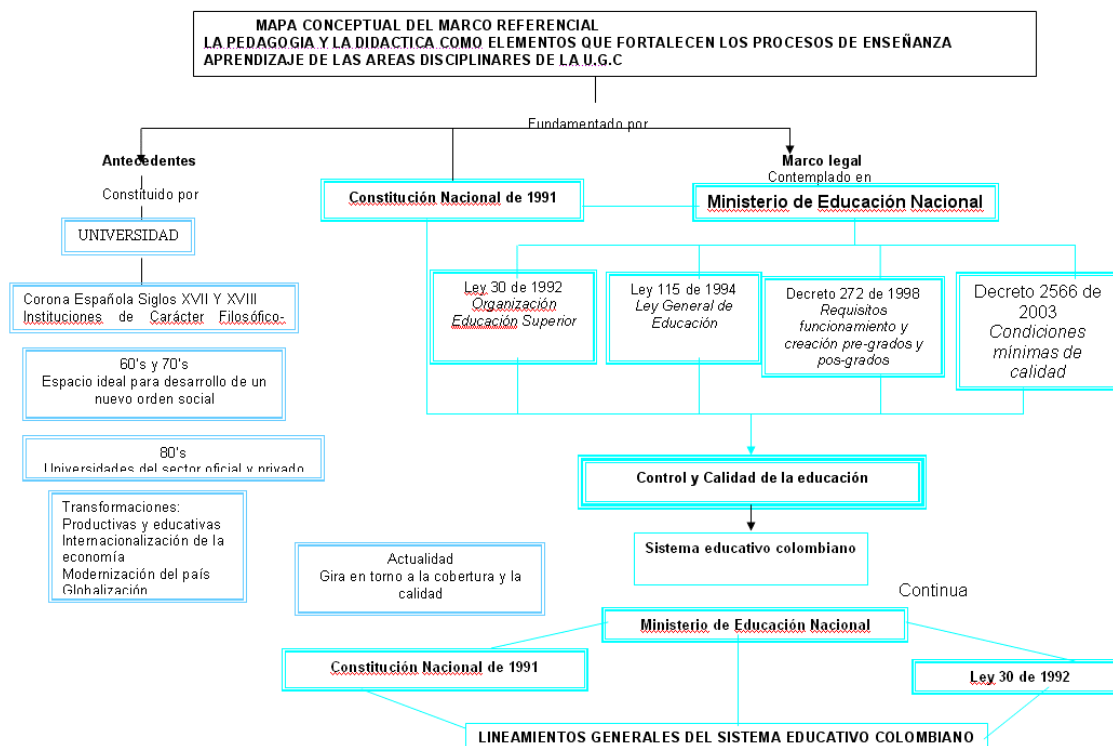 MAPA CONCEPTUAL DEL MARCO REFERENCIAL
LA PEDAGOGIA Y LA DIDACTICA COMO ELEMENTOS QUE FORTALECEN LOS PROCESOS DE ENSEÑANZA
APRENDIZAJE DE LAS AREAS DISCIPLINARES DE LA U.G.C
Fundamentado por
Antecedentes
Constituido por
UNIVERSIDAD
Corona Española Siglos XVII Y XVIII
Instituciones de Carácter Filosófico-
60's y 70's
Espacio ideal para desarrollo de un
nuevo orden social
80's
Universidades del sector oficial y privado
Transformaciones:
Productivas y educativas
Internacionalización de la
economía
Modernización del país
Globalización
Actualidad
Gira en torno a la cobertura y la
calidad
Marco legal
Contemplado en
Constitución Nacional de 1991
Ministerio de Educación Nacional
Ley 30 de 1992
Organización
Educación Superior
Ley 115 de 1994
Ley General de
Educación
Decreto 272 de 1998
Requisitos
funcionamiento y
creación pre-grados y
pos-grados
Decreto 2566 de
2003
Condiciones
mínimas de
calidad
Control y Calidad de la educación
Sistema educativo colombiano
Continua
Ministerio de Educación Nacional
Constitución Nacional de 1991
Ley 30 de 1992
LINEAMIENTOS GENERALES DEL SISTEMA EDUCATIVO COLOMBIANO